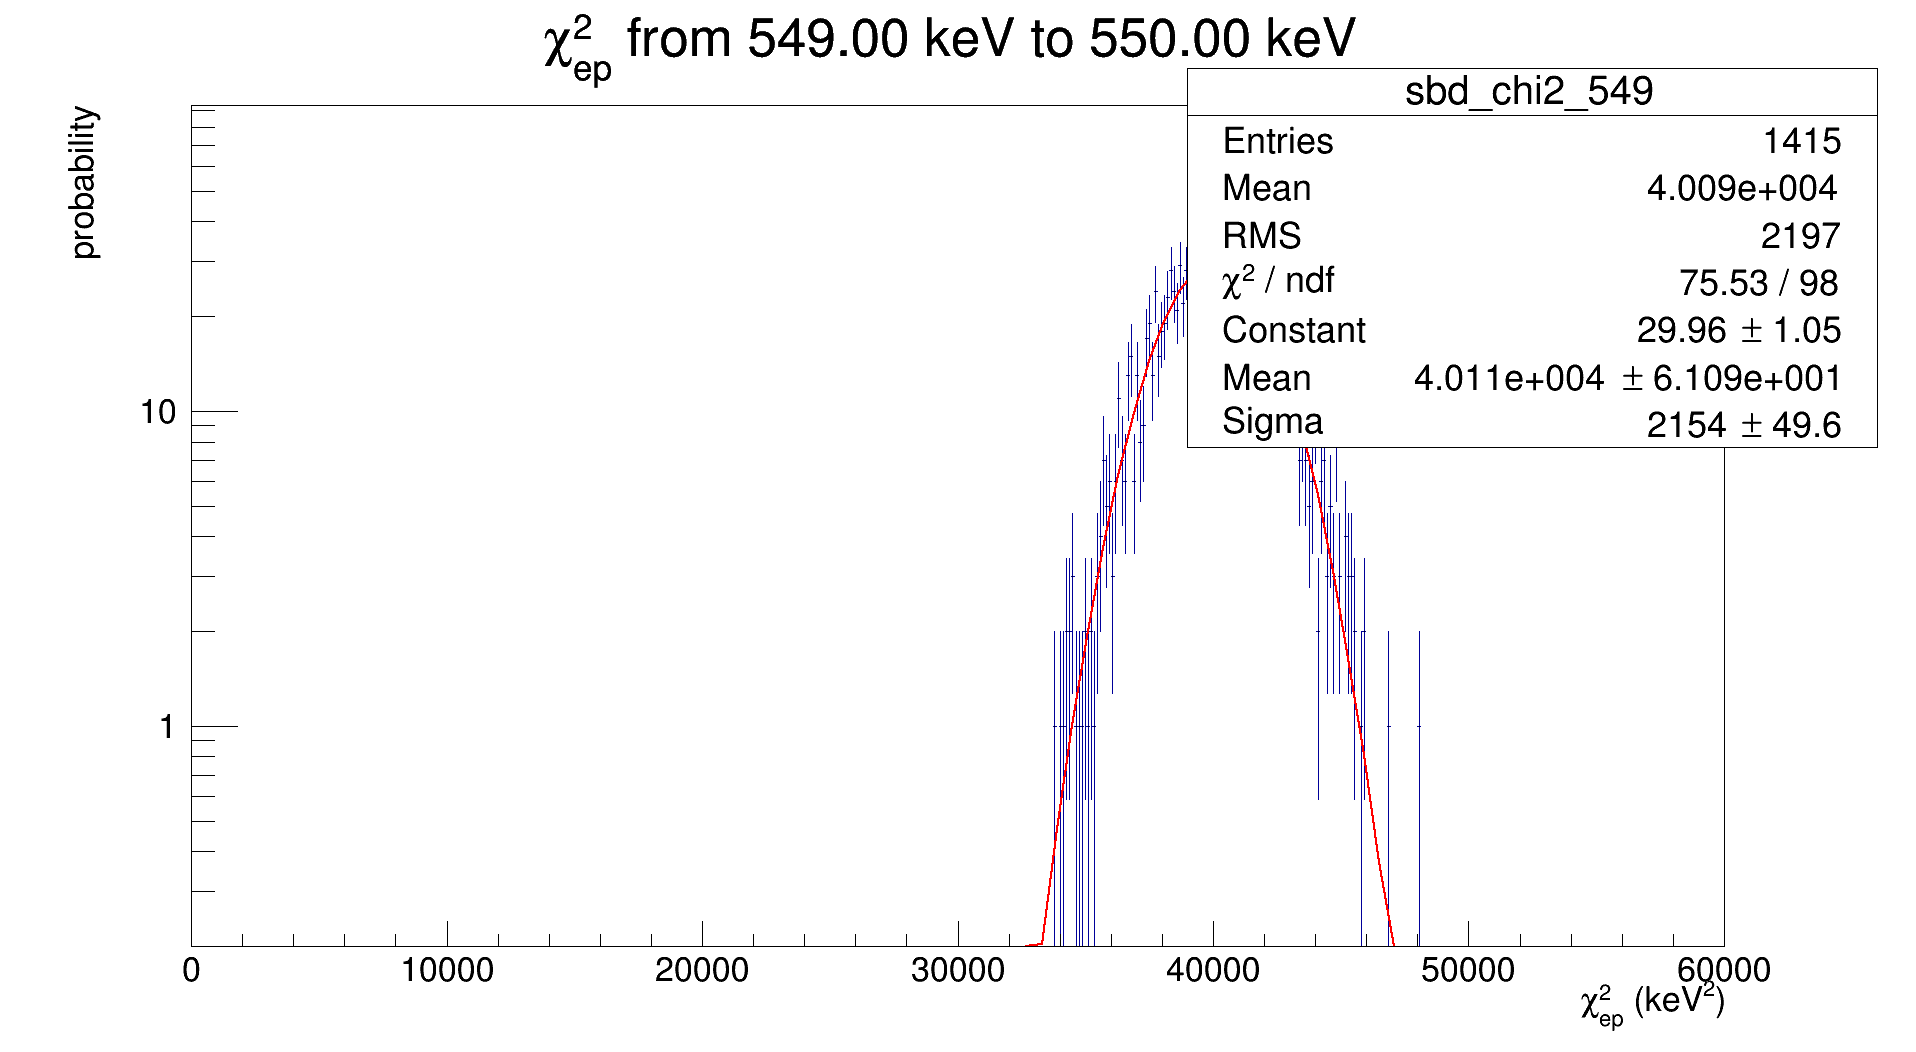 χ²ep from 549.00 keV to 550.00 keV
probability
sbd_chi2_549
Entries 1415
Mean 4.009e+004
RMS 2197
χ² / ndf 75.53 / 98
Constant 29.96 ± 1.05
Mean 4.011e+004 ± 6.109e+001
Sigma 2154 ± 49.6
10
1
0 10000 20000 30000 40000 50000 60000
χ²ep (keV²)